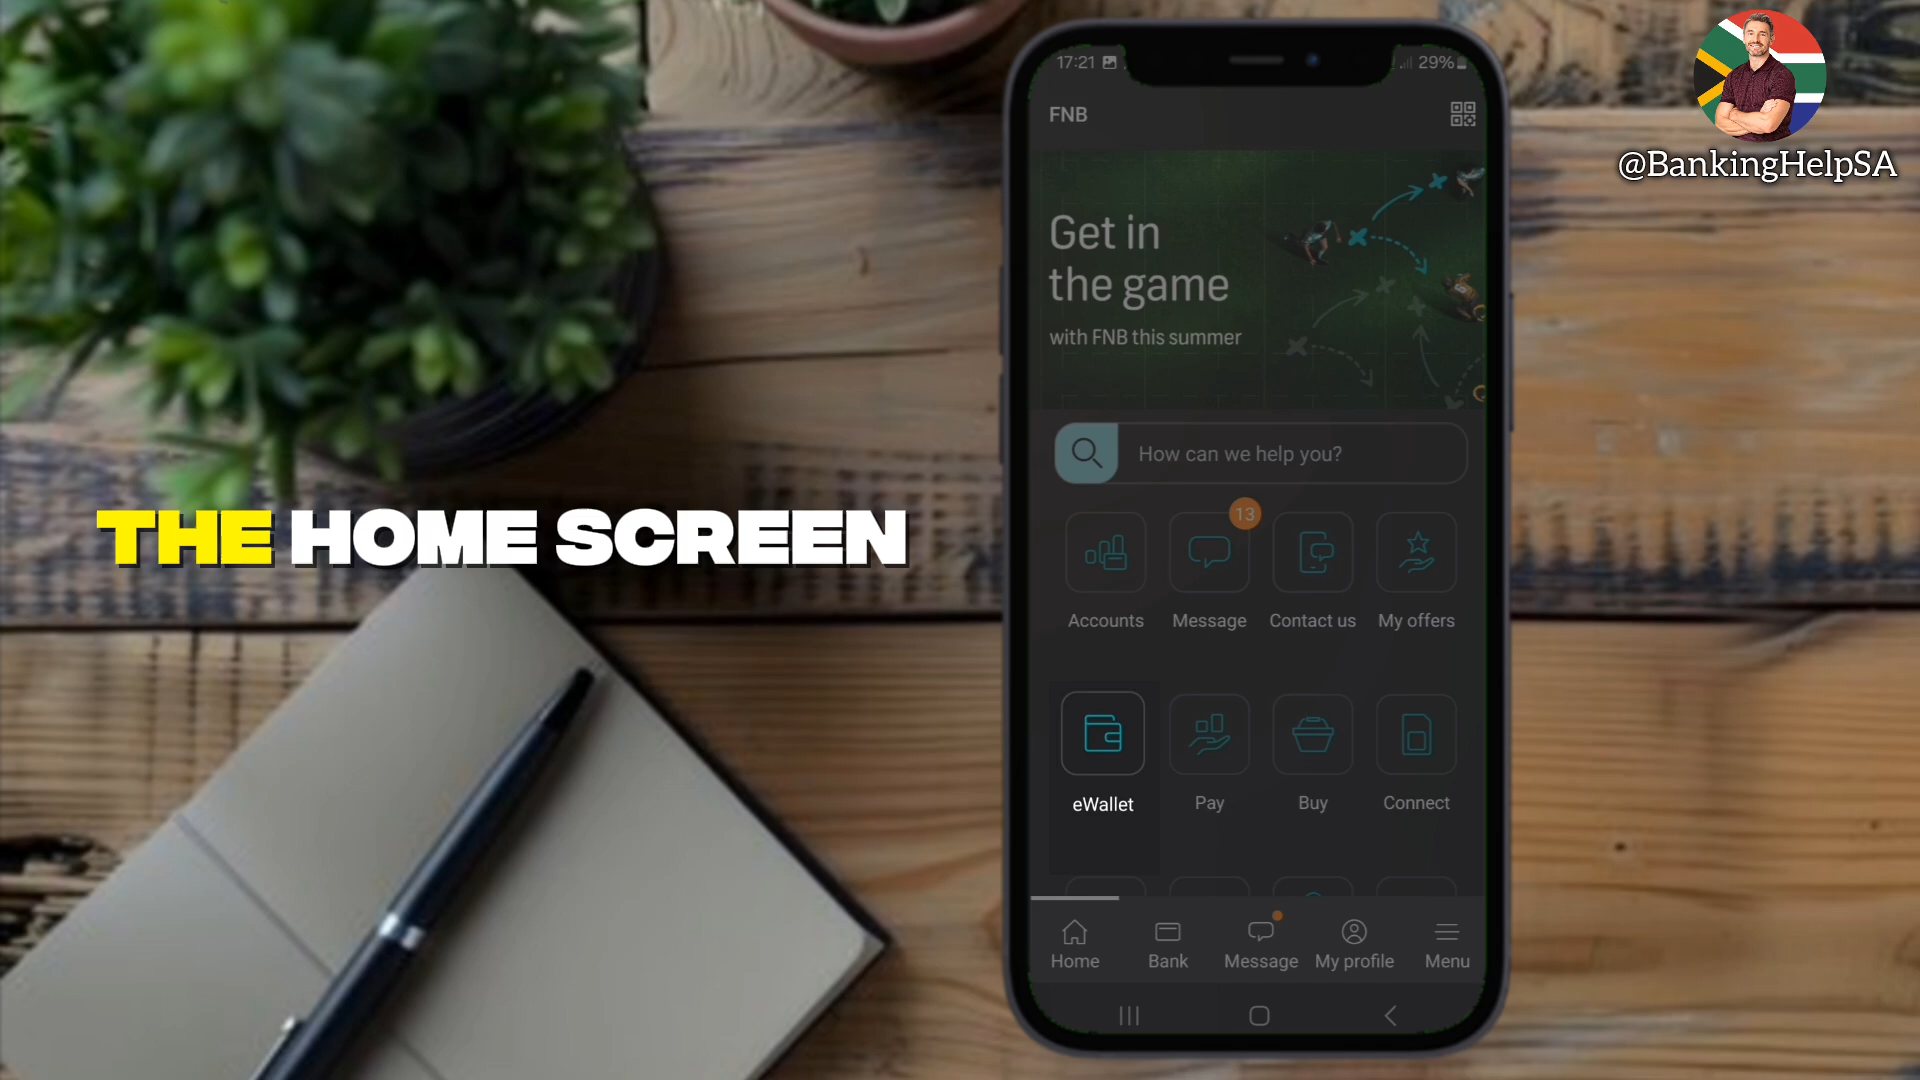 17:21
29%
@BankingHelpSA
FNB
Get in
the game
with FNB this summer
How can we help you?
13
Accounts
Message
Contact us
My offers
THE HOME SCREEN
eWallet
Pay
Buy
Connect
Home
Bank
Message
My profile
Menu